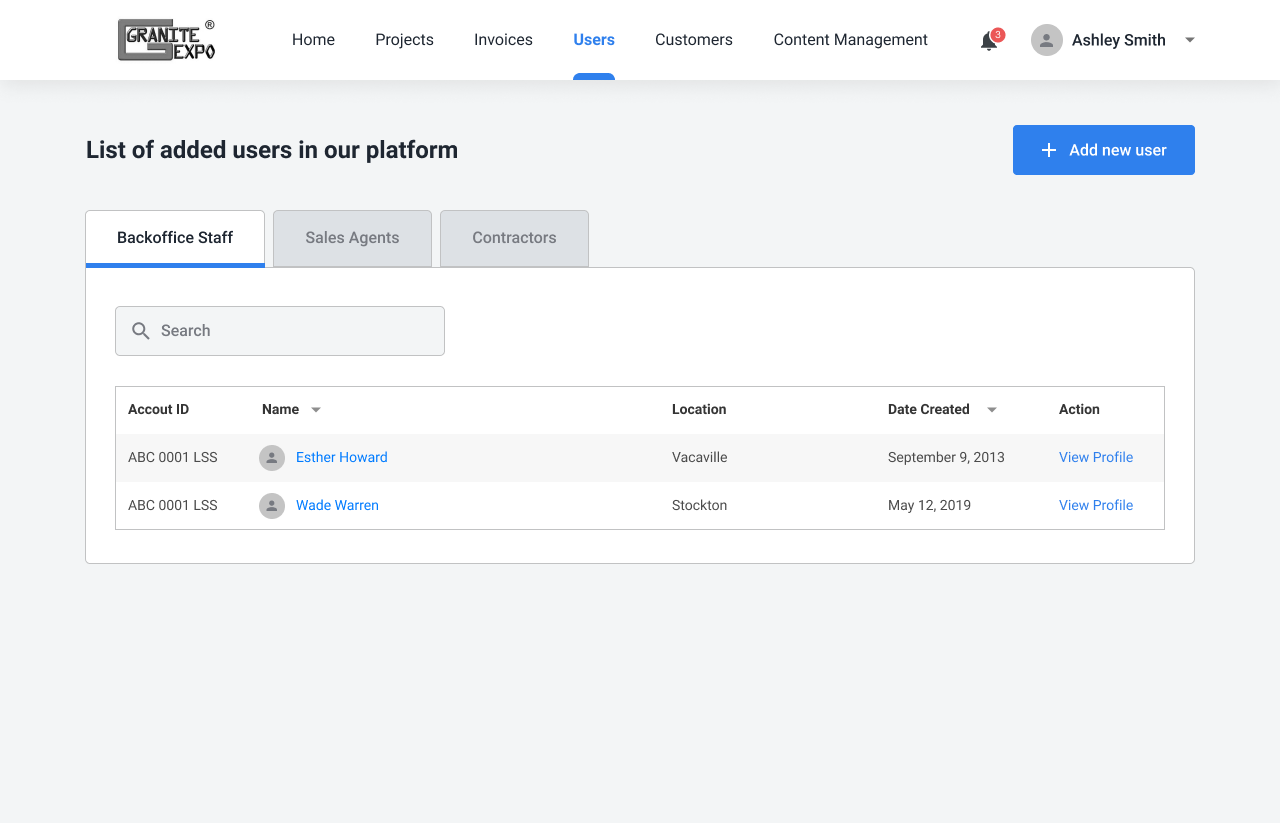 GRANITE ®
EXPO
Home Projects Invoices Users Customers Content Management 3 Ashley Smith
List of added users in our platform
Add new user
Backoffice Staff Sales Agents Contractors
Search
Accout ID Name Location Date Created Action
ABC 0001 LSS Esther Howard Vacaville September 9, 2013 View Profile
ABC 0001 LSS Wade Warren Stockton May 12, 2019 View Profile